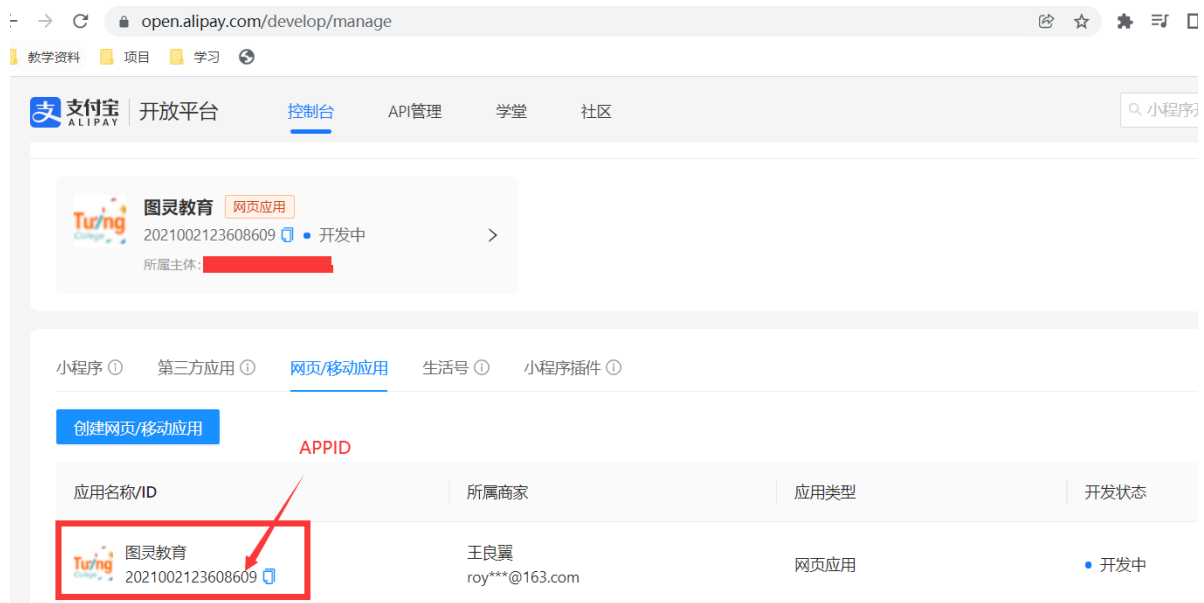 open.alipay.com/develop/manage
教学资料 项目 学习
支付宝 ALIPAY 开放平台 控制台 API管理 学堂 社区 小程序开
Turing College
图灵教育 网页应用
2021002123608609 开发中
所属主体:
小程序 第三方应用 网页/移动应用 生活号 小程序插件
创建网页/移动应用
APPID
应用名称/ID 所属商家 应用类型 开发状态
Turing College
图灵教育 王良翼 网页应用 开发中
2021002123608609 roy***@163.com